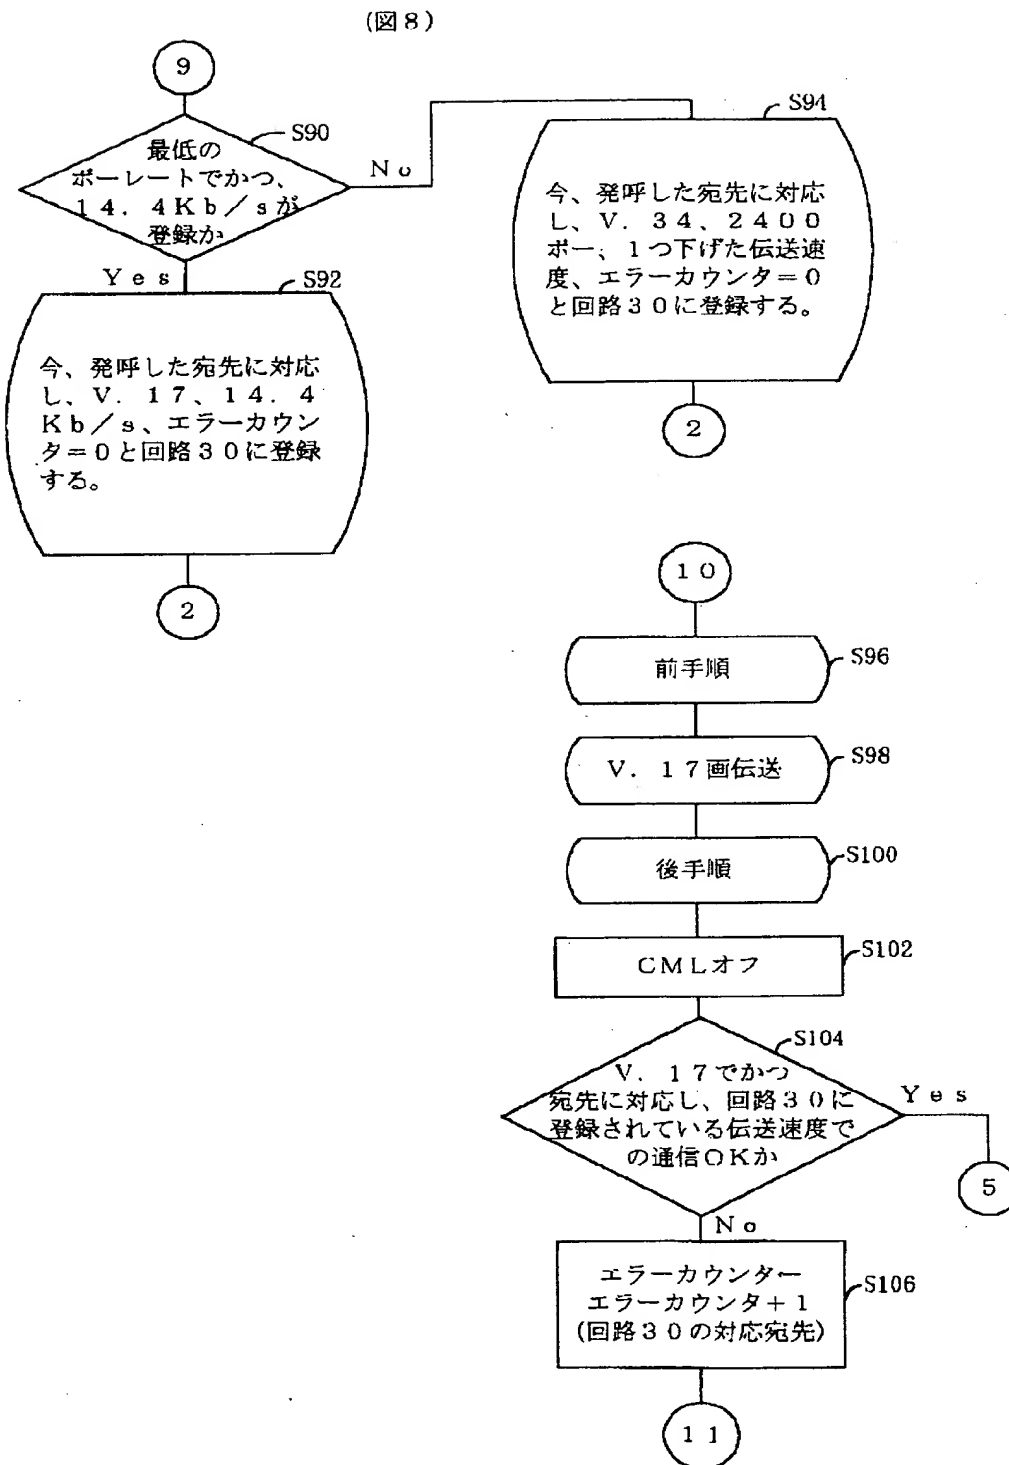 (図8)
9
S90
最低の
ボーレートでかつ、
14.4Kb/sが
登録か
No
Yes
S92
今、発呼した宛先に対応
し、V.17、14.4
Kb/s、エラーカウン
タ=0と回路30に登録
する。
2
S94
今、発呼した宛先に対応
し、V.34、2400
ボー、1つ下げた伝送速
度、エラーカウンタ=0
と回路30に登録する。
2
10
前手順
S96
V.17画伝送
S98
後手順
S100
CMLオフ
S102
S104
V.17でかつ
宛先に対応し、回路30に
登録されている伝送速度で
の通信OKか
Yes
5
No
エラーカウンター
エラーカウンタ+1
(回路30の対応宛先)
S106
11